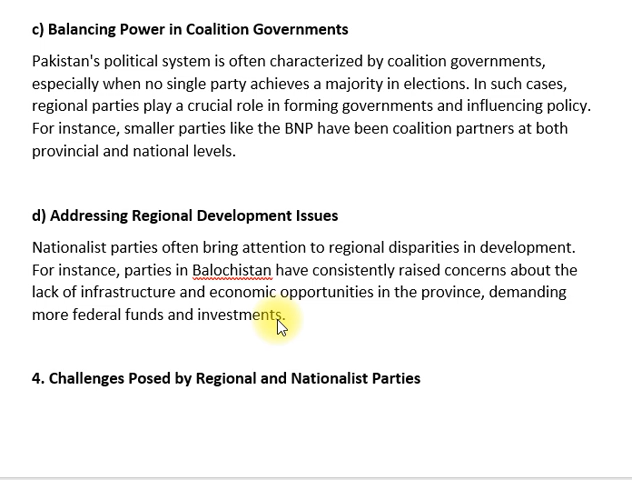 c) Balancing Power in Coalition Governments
Pakistan's political system is often characterized by coalition governments,
especially when no single party achieves a majority in elections. In such cases,
regional parties play a crucial role in forming governments and influencing policy.
For instance, smaller parties like the BNP have been coalition partners at both
provincial and national levels.
d) Addressing Regional Development Issues
Nationalist parties often bring attention to regional disparities in development.
For instance, parties in Balochistan have consistently raised concerns about the
lack of infrastructure and economic opportunities in the province, demanding
more federal funds and investments.
4. Challenges Posed by Regional and Nationalist Parties